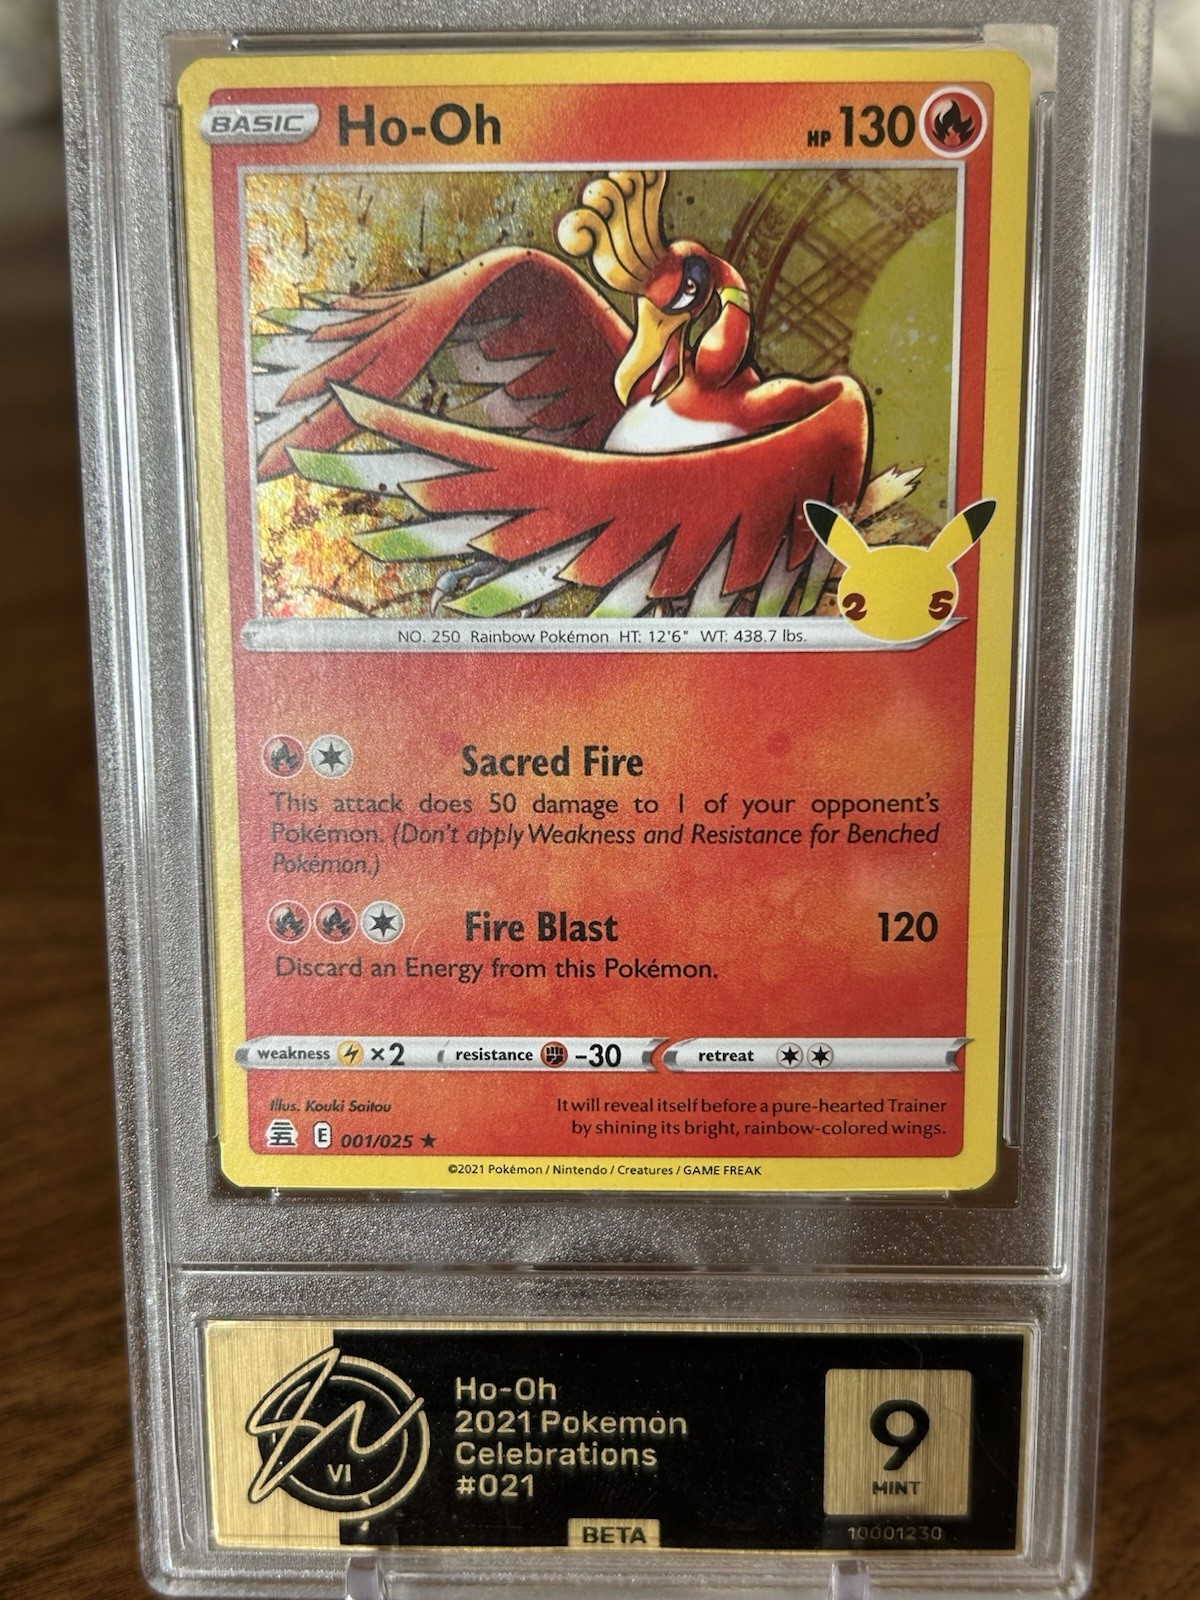 BASIC Ho-Oh HP 130
NO. 250 Rainbow Pokémon HT: 12'6" WT: 438.7 lbs.
25
Sacred Fire
This attack does 50 damage to 1 of your opponent's
Pokémon. (Don't apply Weakness and Resistance for Benched
Pokémon.)
Fire Blast 120
Discard an Energy from this Pokémon.
weakness ×2 resistance -30 retreat
Illus. Kouki Saitou
It will reveal itself before a pure-hearted Trainer
by shining its bright, rainbow-colored wings.
E 001/025 ★
©2021 Pokémon / Nintendo / Creatures / GAME FREAK
VI
Ho-Oh
2021 Pokemon
Celebrations
#021
9
MINT
BETA
10001230